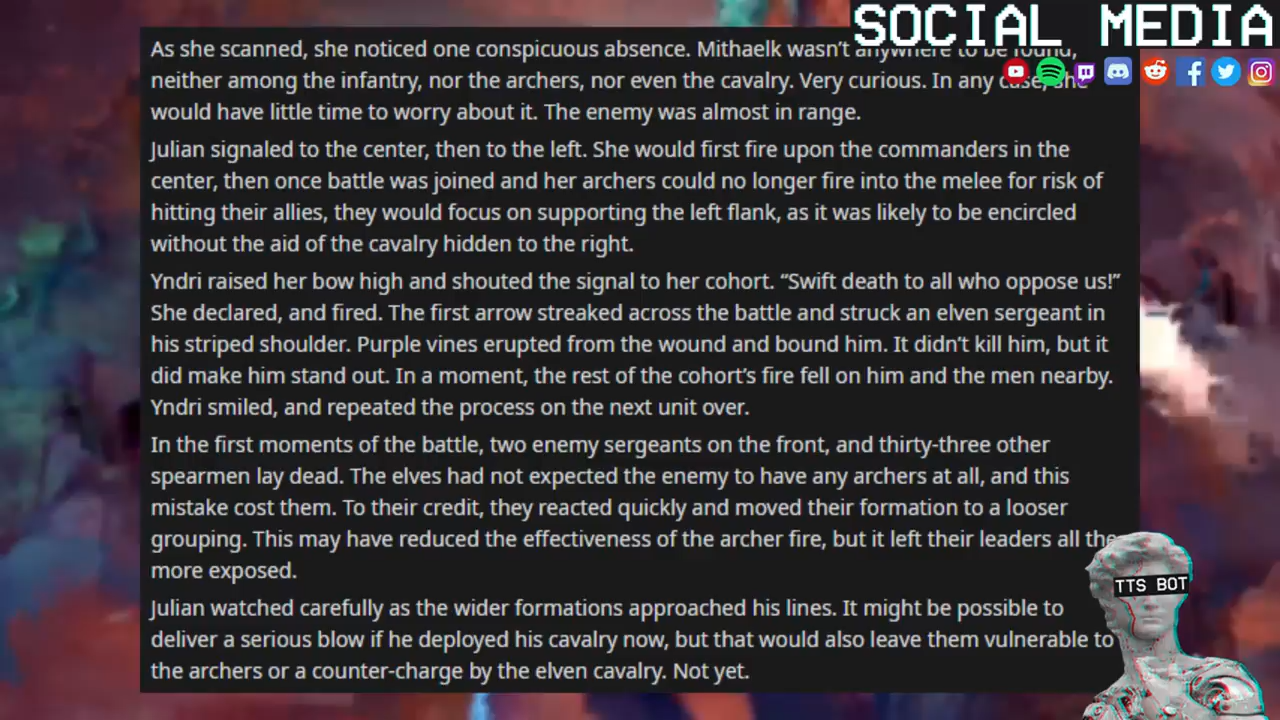 SOCIAL MEDIA
As she scanned, she noticed one conspicuous absence. Mithaelk wasn’t anywhere to be found,
neither among the infantry, nor the archers, nor even the cavalry. Very curious. In any case, she
would have little time to worry about it. The enemy was almost in range.
Julian signaled to the center, then to the left. She would first fire upon the commanders in the
center, then once battle was joined and her archers could no longer fire into the melee for risk of
hitting their allies, they would focus on supporting the left flank, as it was likely to be encircled
without the aid of the cavalry hidden to the right.
Yndri raised her bow high and shouted the signal to her cohort. “Swift death to all who oppose us!”
She declared, and fired. The first arrow streaked across the battle and struck an elven sergeant in
his striped shoulder. Purple vines erupted from the wound and bound him. It didn’t kill him, but it
did make him stand out. In a moment, the rest of the cohort’s fire fell on him and the men nearby.
Yndri smiled, and repeated the process on the next unit over.
In the first moments of the battle, two enemy sergeants on the front, and thirty-three other
spearmen lay dead. The elves had not expected the enemy to have any archers at all, and this
mistake cost them. To their credit, they reacted quickly and moved their formation to a looser
grouping. This may have reduced the effectiveness of the archer fire, but it left their leaders all the
more exposed.
TTS BOT
Julian watched carefully as the wider formations approached his lines. It might be possible to
deliver a serious blow if he deployed his cavalry now, but that would also leave them vulnerable to
the archers or a counter-charge by the elven cavalry. Not yet.